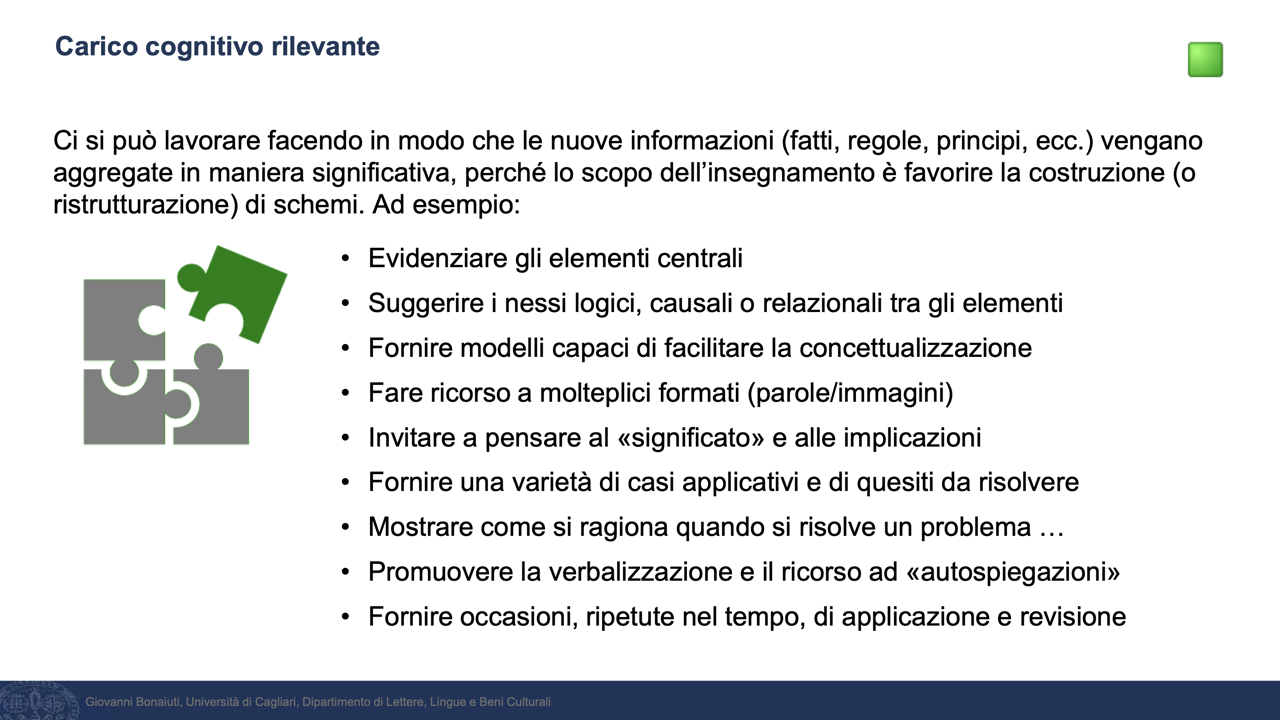 Carico cognitivo rilevante
Ci si può lavorare facendo in modo che le nuove informazioni (fatti, regole, principi, ecc.) vengano
aggregate in maniera significativa, perché lo scopo dell’insegnamento è favorire la costruzione (o
ristrutturazione) di schemi. Ad esempio:
• Evidenziare gli elementi centrali
• Suggerire i nessi logici, causali o relazionali tra gli elementi
• Fornire modelli capaci di facilitare la concettualizzazione
• Fare ricorso a molteplici formati (parole/immagini)
• Invitare a pensare al «significato» e alle implicazioni
• Fornire una varietà di casi applicativi e di quesiti da risolvere
• Mostrare come si ragiona quando si risolve un problema …
• Promuovere la verbalizzazione e il ricorso ad «autospiegazioni»
• Fornire occasioni, ripetute nel tempo, di applicazione e revisione
Giovanni Bonaiuti, Università di Cagliari, Dipartimento di Lettere, Lingue e Beni Culturali